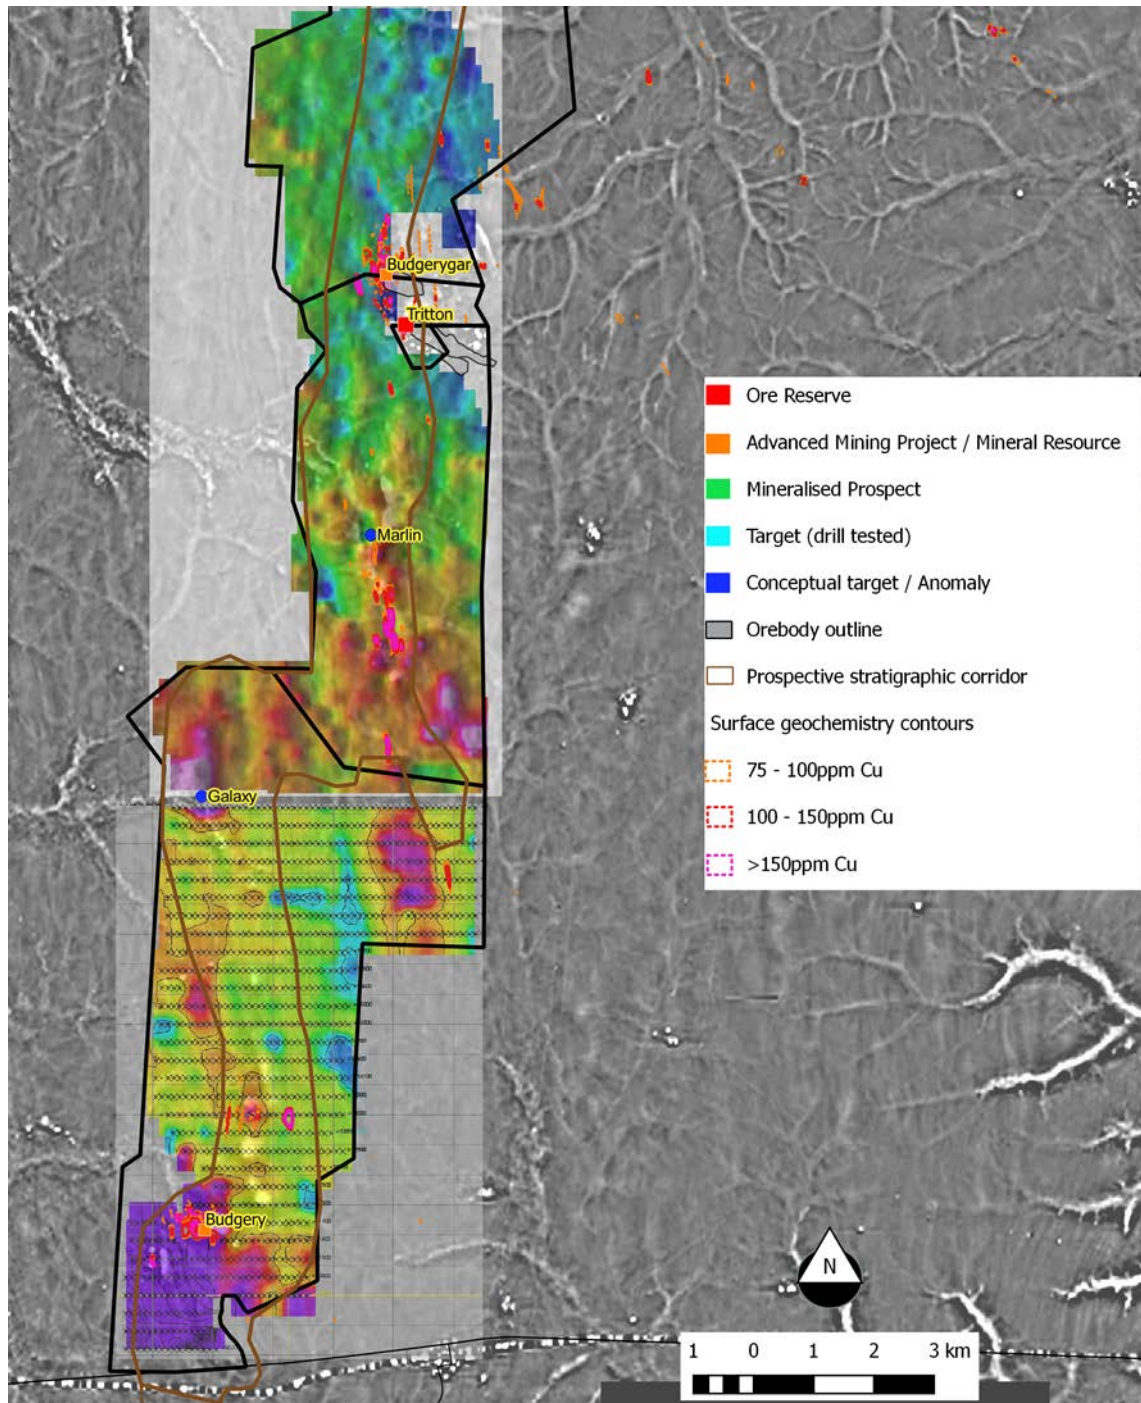 Budgerygar
Tritton
Marlin
Galaxy
Budgery
Ore Reserve
Advanced Mining Project / Mineral Resource
Mineralised Prospect
Target (drill tested)
Conceptual target / Anomaly
Orebody outline
Prospective stratigraphic corridor
Surface geochemistry contours
75 - 100ppm Cu
100 - 150ppm Cu
>150ppm Cu
N
1 0 1 2 3 km